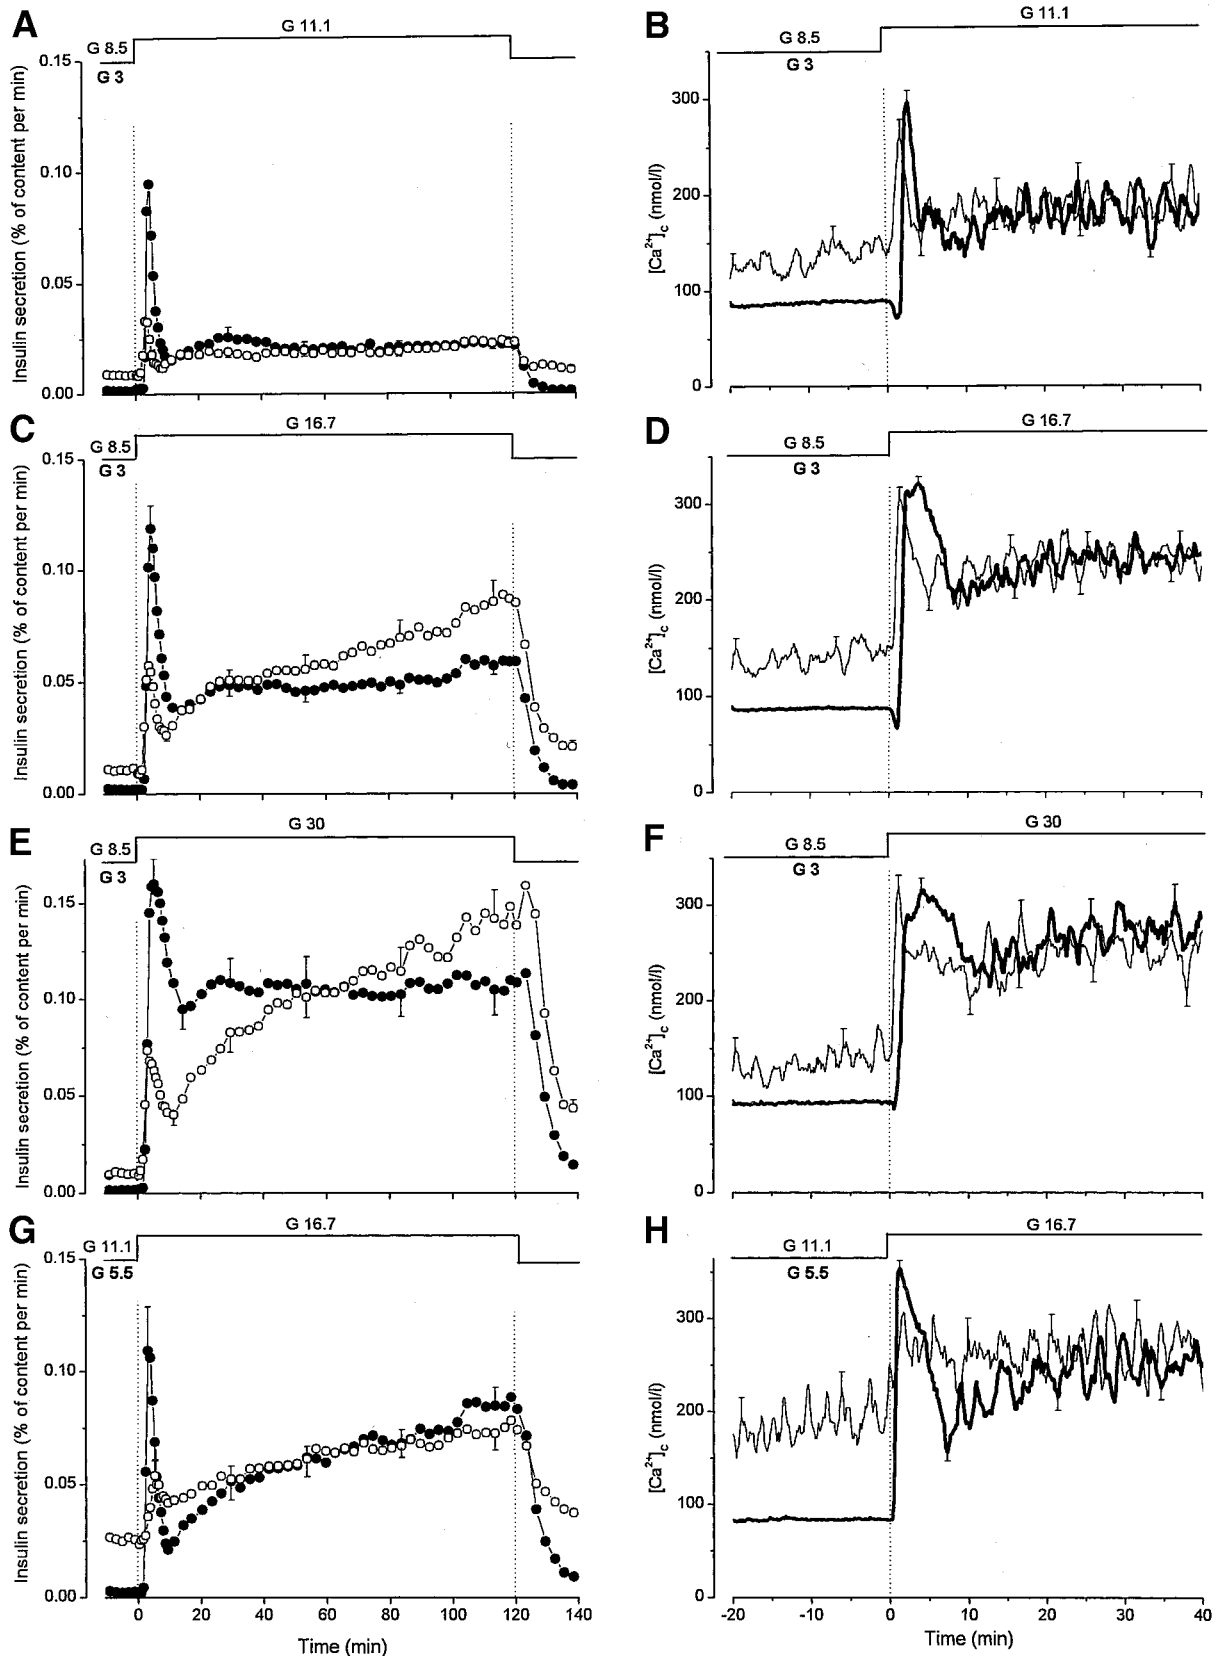 A
G 11.1
G 8.5
G 3
0.15
0.10
0.05
0.00
Insulin secretion (% of content per min)
B
G 11.1
G 8.5
G 3
300
200
100
0
[Ca2+]c (nmol/l)
C
G 16.7
G 8.5
G 3
0.15
0.10
0.05
0.00
Insulin secretion (% of content per min)
D
G 16.7
G 8.5
G 3
300
200
100
0
[Ca2+]c (nmol/l)
E
G 30
G 8.5
G 3
0.15
0.10
0.05
0.00
Insulin secretion (% of content per min)
F
G 30
G 8.5
G 3
300
200
100
0
[Ca2+]c (nmol/l)
G
G 16.7
G 11.1
G 5.5
0.15
0.10
0.05
0.00
Insulin secretion (% of content per min)
0 20 40 60 80 100 120 140
Time (min)
H
G 16.7
G 11.1
G 5.5
300
200
100
0
[Ca2+]c (nmol/l)
-20 -10 0 10 20 30 40
Time (min)